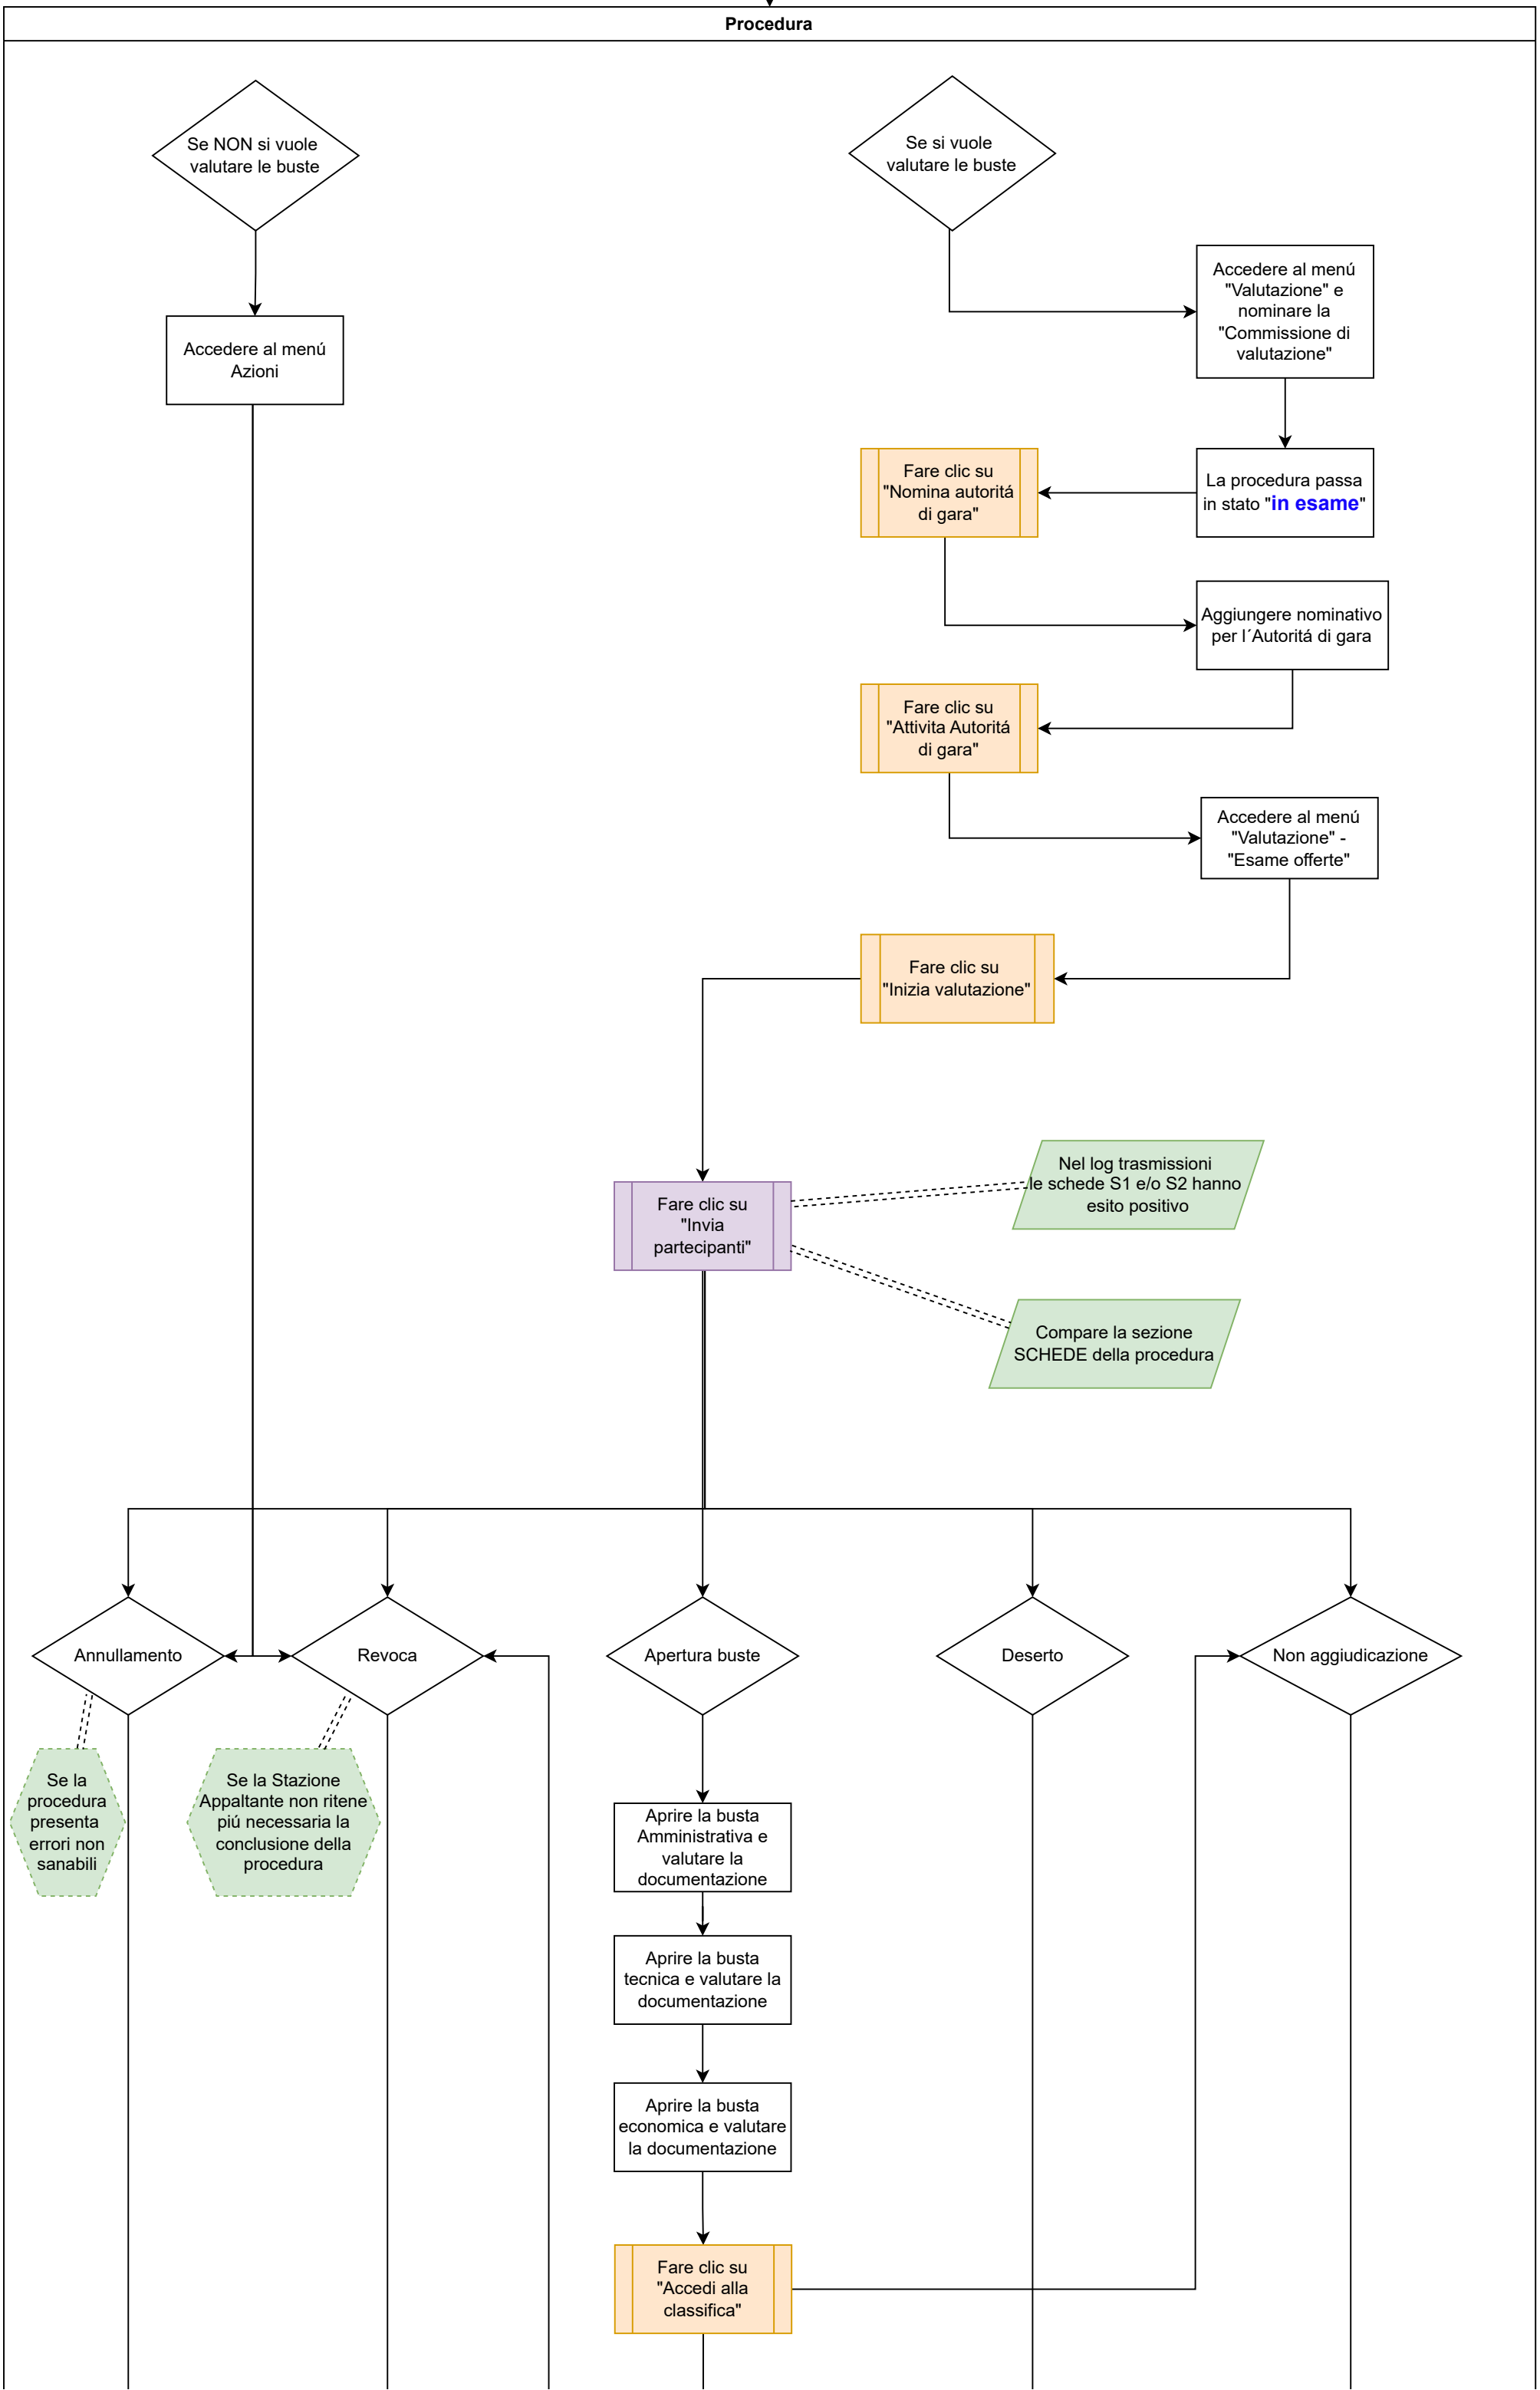 Procedura
Se NON si vuole
valutare le buste
Se si vuole
valutare le buste
Accedere al menú
"Valutazione" e
nominare la
"Commissione di
valutazione"
Accedere al menú
Azioni
Fare clic su
"Nomina autoritá
di gara"
La procedura passa
in stato "in esame"
Aggiungere nominativo
per l´Autoritá di gara
Fare clic su
"Attivita Autoritá
di gara"
Accedere al menú
"Valutazione" -
"Esame offerte"
Fare clic su
"Inizia valutazione"
Nel log trasmissioni
le schede S1 e/o S2 hanno
esito positivo
Fare clic su
"Invia
partecipanti"
Compare la sezione
SCHEDE della procedura
Annullamento
Revoca
Apertura buste
Deserto
Non aggiudicazione
Se la
procedura
presenta
errori non
sanabili
Se la Stazione
Appaltante non ritene
piú necessaria la
conclusione della
procedura
Aprire la busta
Amministrativa e
valutare la
documentazione
Aprire la busta
tecnica e valutare la
documentazione
Aprire la busta
economica e valutare
la documentazione
Fare clic su
"Accedi alla
classifica"